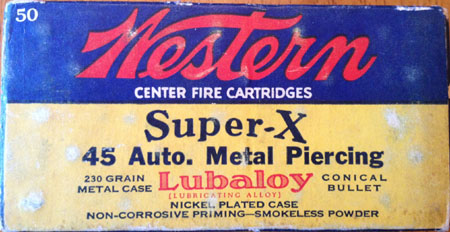 50
Western
CENTER FIRE CARTRIDGES
Super-X
45 Auto. Metal Piercing
230 GRAIN
METAL CASE
Lubaloy
[LUBRICATING ALLOY]
CONICAL
BULLET
NICKEL PLATED CASE
NON-CORROSIVE PRIMING—SMOKELESS POWDER